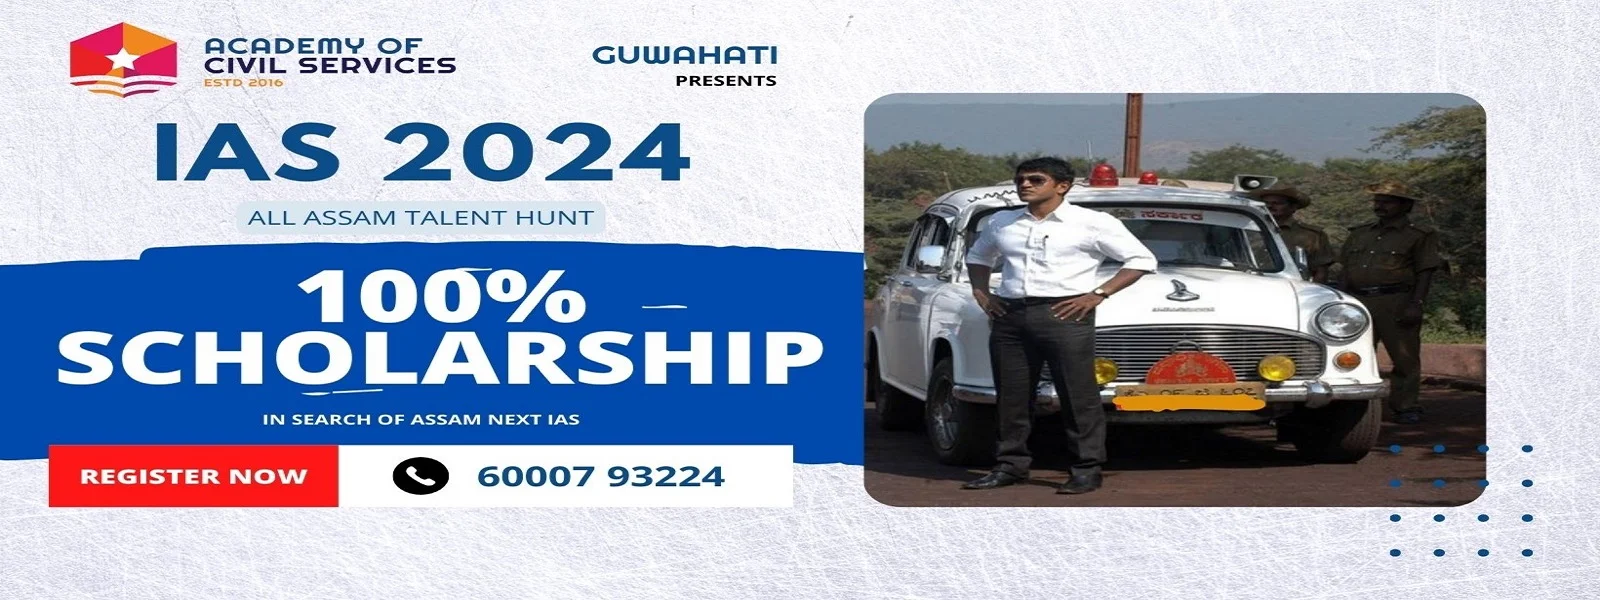 ACADEMY OF
CIVIL SERVICES
ESTD 2016
GUWAHATI
PRESENTS
IAS 2024
ALL ASSAM TALENT HUNT
100%
SCHOLARSHIP
IN SEARCH OF ASSAM NEXT IAS
REGISTER NOW
60007 93224
ಸರ್ಕಾರ